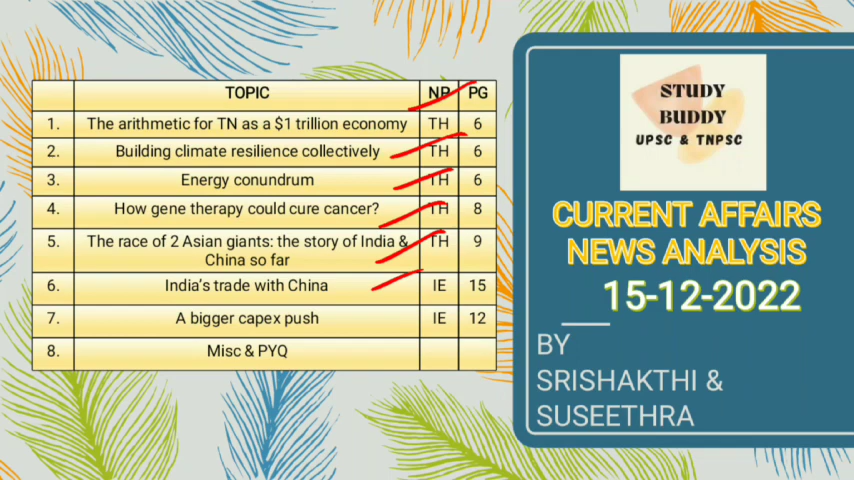 TOPIC NP PG
1. The arithmetic for TN as a $1 trillion economy TH 6
2. Building climate resilience collectively TH 6
3. Energy conundrum TH 6
4. How gene therapy could cure cancer? TH 8
5. The race of 2 Asian giants: the story of India & TH 9
China so far
6. India's trade with China IE 15
7. A bigger capex push IE 12
8. Misc & PYQ
STUDY
BUDDY
UPSC & TNPSC
CURRENT AFFAIRS
NEWS ANALYSIS
15-12-2022
BY
SRISHAKTHI &
SUSEETHRA